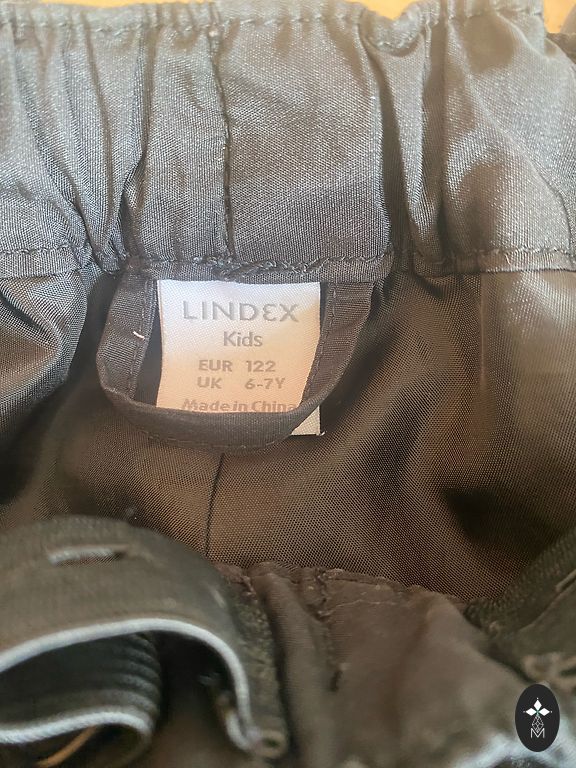 LINDEX
Kids
EUR 122
UK 6-7Y
Made in China
M